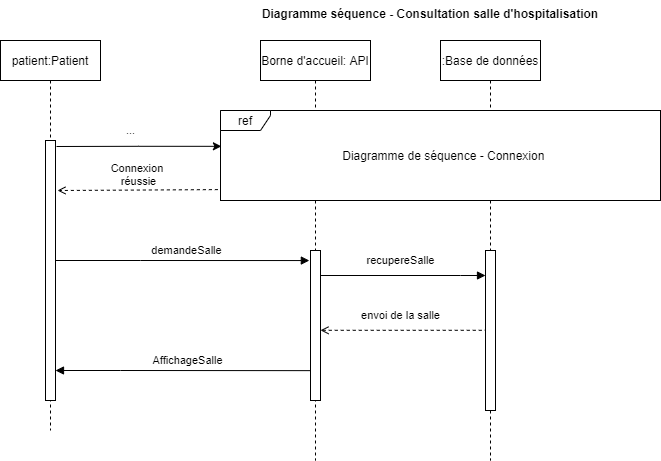 Diagramme séquence - Consultation salle d'hospitalisation
patient:Patient
Borne d'accueil: API
:Base de données
ref
...
Diagramme de séquence - Connexion
Connexion
réussie
demandeSalle
recupereSalle
envoi de la salle
AffichageSalle